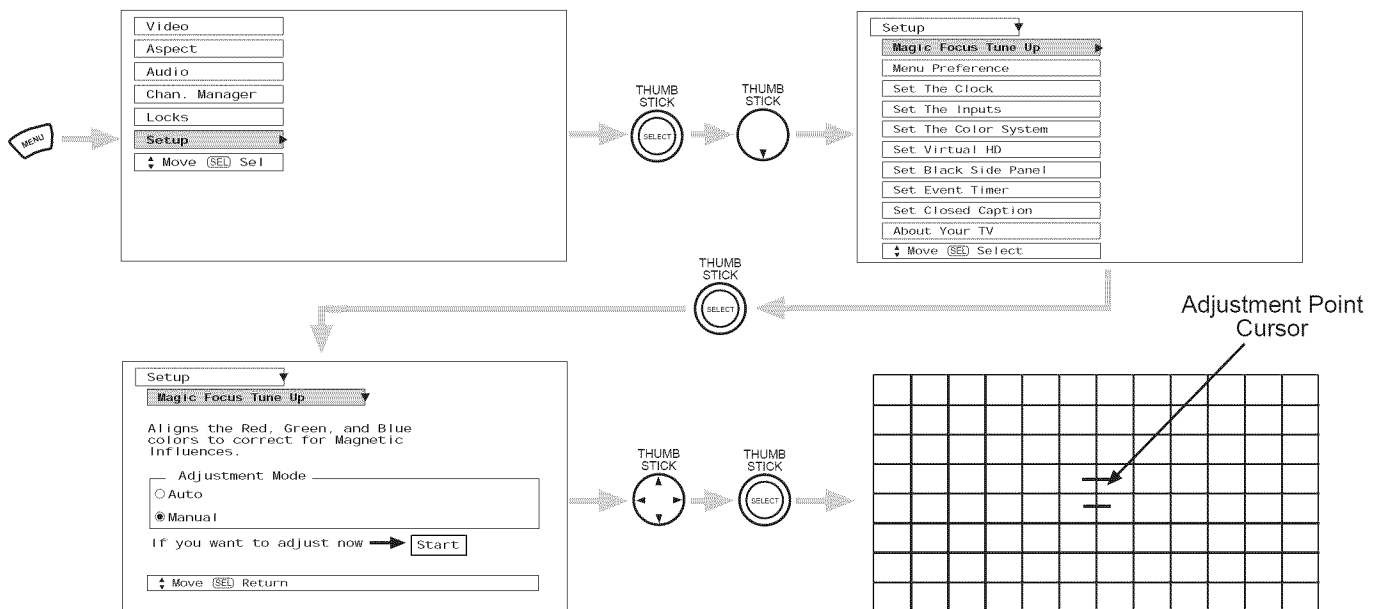 MENU
Video
Aspect
Audio
Chan. Manager
Locks
Setup
Move SEL Sel
THUMB
STICK
SELECT
THUMB
STICK
Setup
Magic Focus Tune Up
Menu Preference
Set The Clock
Set The Inputs
Set The Color System
Set Virtual HD
Set Black Side Panel
Set Event Timer
Set Closed Caption
About Your TV
Move SEL Select
THUMB
STICK
SELECT
Setup
Magic Focus Tune Up
Aligns the Red, Green, and Blue
colors to correct for Magnetic
Influences.
Adjustment Mode
Auto
Manual
If you want to adjust now Start
Move SEL Return
THUMB
STICK
THUMB
STICK
SELECT
Adjustment Point
Cursor